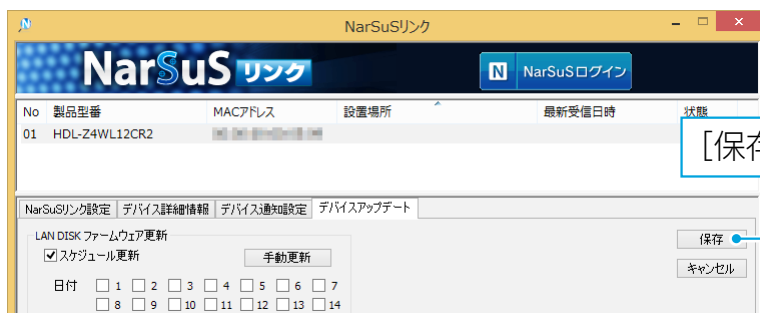 NarSuSリンク
NarSuS リンク
N NarSuSログイン
No 製品型番 MACアドレス 設置場所 最新受信日時 状態
01 HDL-Z4WL12CR2
［保存
NarSuSリンク設定 デバイス詳細情報 デバイス通知設定 デバイスアップデート
LAN DISK ファームウェア更新
保存
スケジュール更新 手動更新
キャンセル
日付 1 2 3 4 5 6 7
8 9 10 11 12 13 14